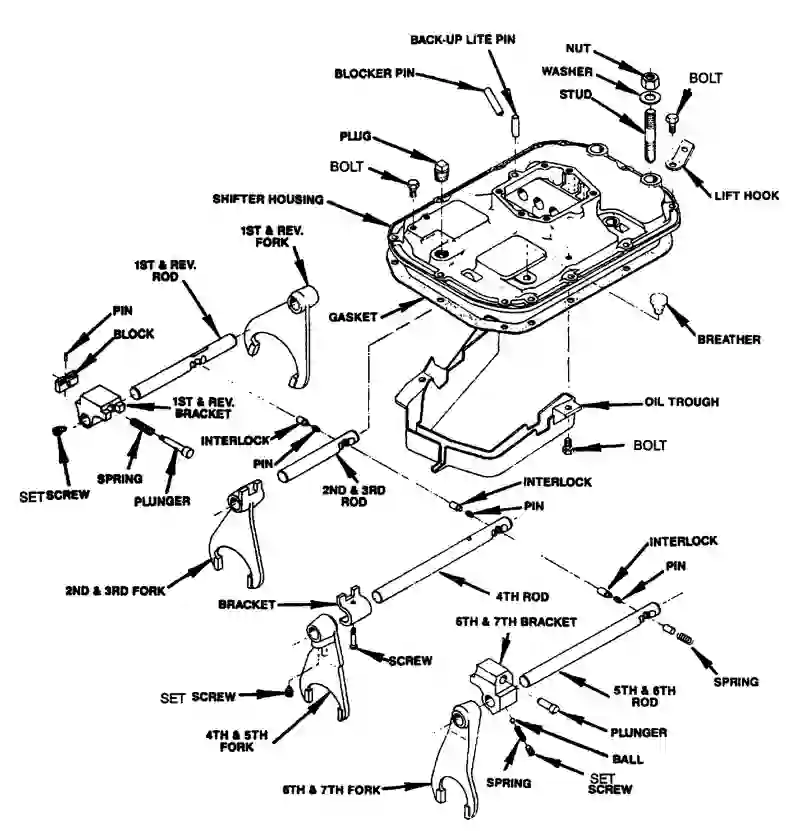 BACK-UP LITE PIN
NUT
BLOCKER PIN
WASHER
BOLT
STUD
PLUG
BOLT
SHIFTER HOUSING
LIFT HOOK
1ST & REV.
FORK
1ST & REV.
ROD
PIN
GASKET
BLOCK
BREATHER
1ST & REV.
BRACKET
OIL TROUGH
INTERLOCK
BOLT
PIN
SPRING
INTERLOCK
SET SCREW
PLUNGER
2ND & 3RD
ROD
PIN
INTERLOCK
PIN
2ND & 3RD FORK
4TH ROD
BRACKET
6TH & 7TH BRACKET
SCREW
SPRING
SET SCREW
5TH & 6TH
ROD
4TH & 5TH
FORK
PLUNGER
BALL
6TH & 7TH FORK
SPRING
SET
SCREW